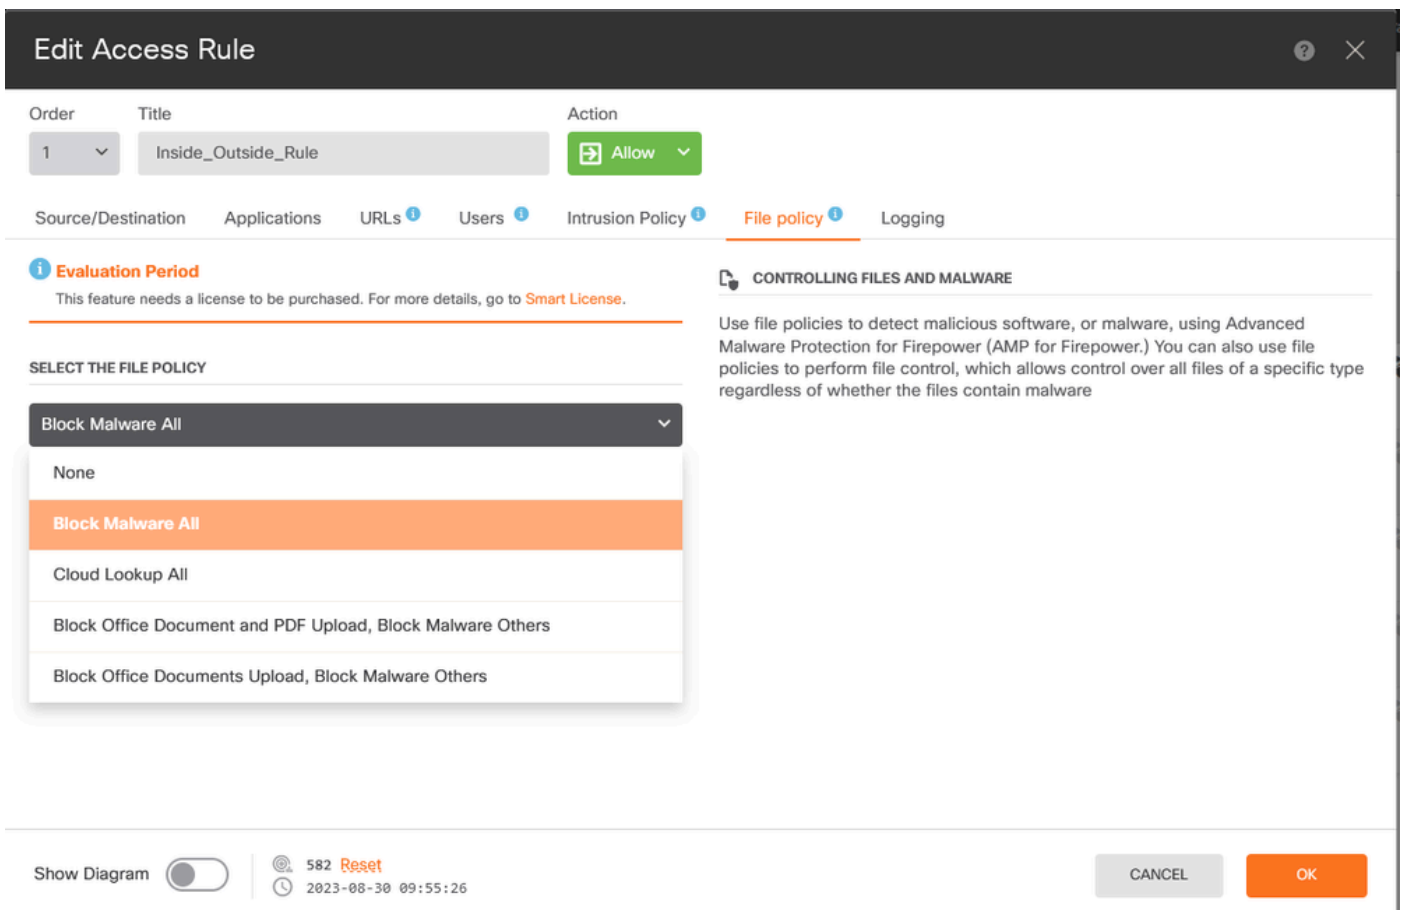 Edit Access Rule
Order Title Action
1 Inside_Outside_Rule Allow
Source/Destination Applications URLs Users Intrusion Policy File policy Logging
Evaluation Period
This feature needs a license to be purchased. For more details, go to Smart License.
SELECT THE FILE POLICY
Block Malware All
None
Block Malware All
Cloud Lookup All
Block Office Document and PDF Upload, Block Malware Others
Block Office Documents Upload, Block Malware Others
CONTROLLING FILES AND MALWARE
Use file policies to detect malicious software, or malware, using Advanced
Malware Protection for Firepower (AMP for Firepower.) You can also use file
policies to perform file control, which allows control over all files of a specific type
regardless of whether the files contain malware
Show Diagram
582 Reset
2023-08-30 09:55:26
CANCEL OK